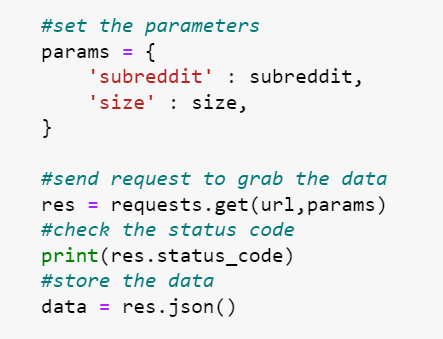 #set the parameters
params = {
    'subreddit' : subreddit,
    'size' : size,
}

#send request to grab the data
res = requests.get(url,params)
#check the status code
print(res.status_code)
#store the data
data = res.json()